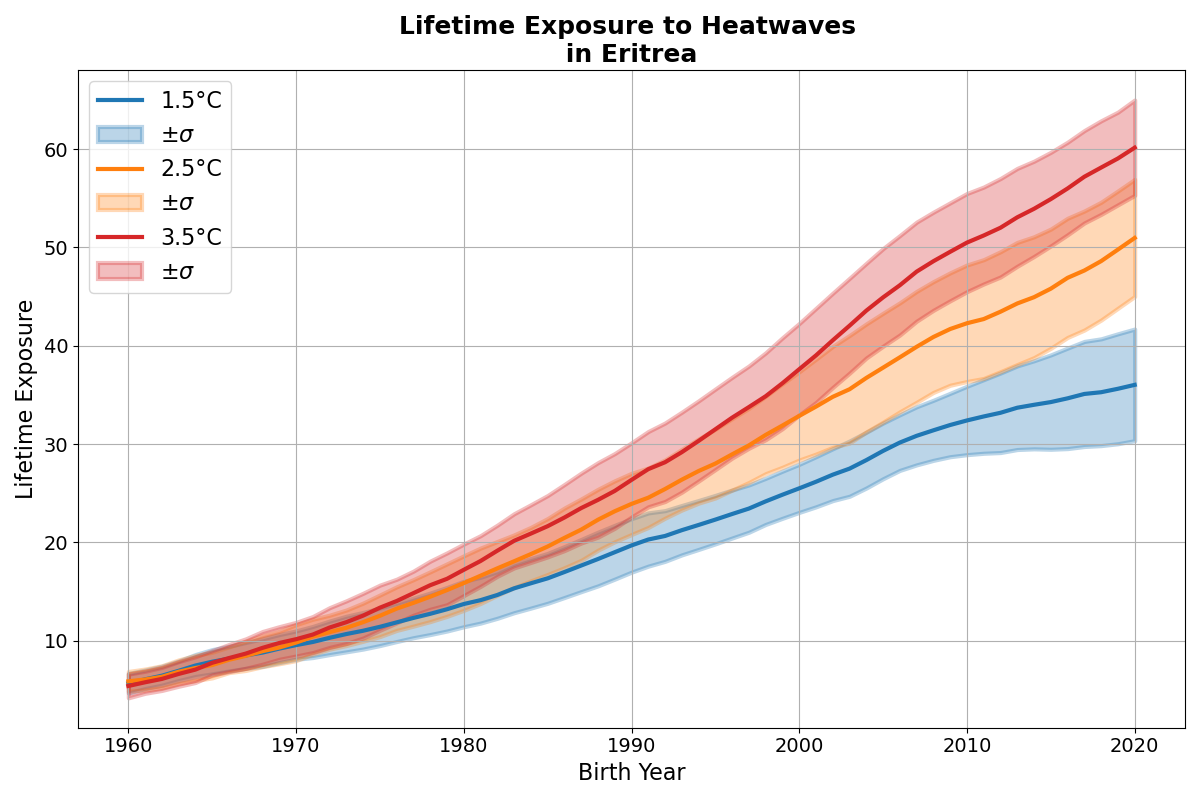 Lifetime Exposure to Heatwaves
in Eritrea
1.5°C
±σ
2.5°C
±σ
3.5°C
±σ
Lifetime Exposure
60
50
40
30
20
10
1960 1970 1980 1990 2000 2010 2020
Birth Year